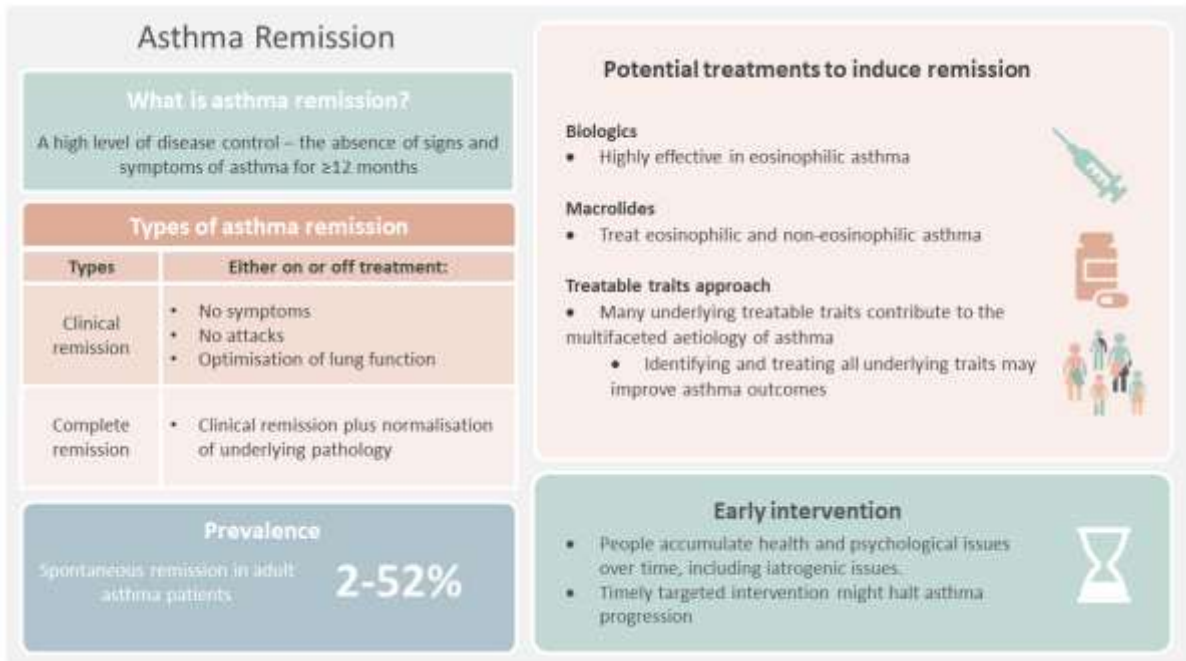 Asthma Remission
What is asthma remission?
A high level of disease control – the absence of signs and
symptoms of asthma for ≥12 months
Types of asthma remission
Types
Either on or off treatment:
Clinical
remission
• No symptoms
• No attacks
• Optimisation of lung function
Complete
remission
• Clinical remission plus normalisation
of underlying pathology
Prevalence
Spontaneous remission in adult
asthma patients
2-52%
Potential treatments to induce remission
Biologics
• Highly effective in eosinophilic asthma
Macrolides
• Treat eosinophilic and non-eosinophilic asthma
Treatable traits approach
• Many underlying treatable traits contribute to the
multifaceted aetiology of asthma
• Identifying and treating all underlying traits may
improve asthma outcomes
Early intervention
• People accumulate health and psychological issues
over time, including iatrogenic issues.
• Timely targeted intervention might halt asthma
progression